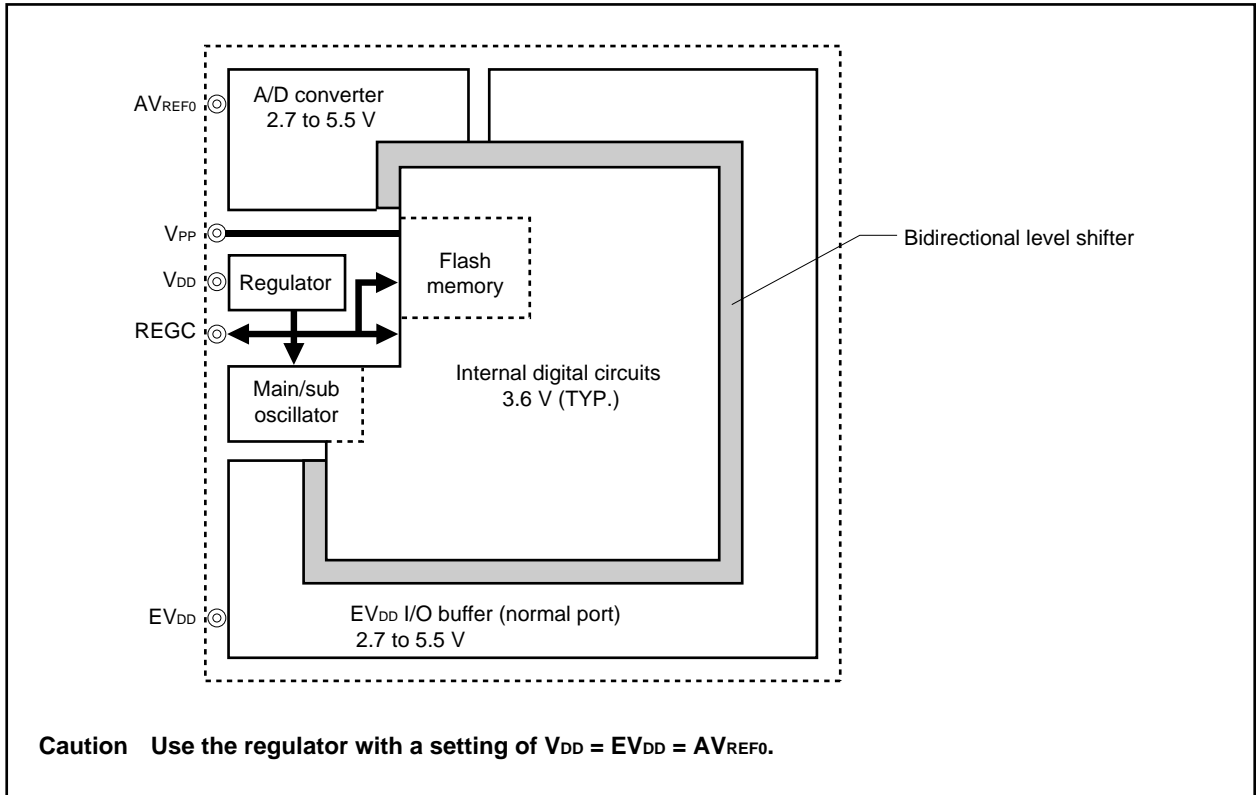 AVREF0
A/D converter
2.7 to 5.5 V
VPP
Flash
memory
Bidirectional level shifter
VDD
Regulator
REGC
Internal digital circuits
3.6 V (TYP.)
Main/sub
oscillator
EVDD
EVDD I/O buffer (normal port)
2.7 to 5.5 V
Caution Use the regulator with a setting of VDD = EVDD = AVREF0.